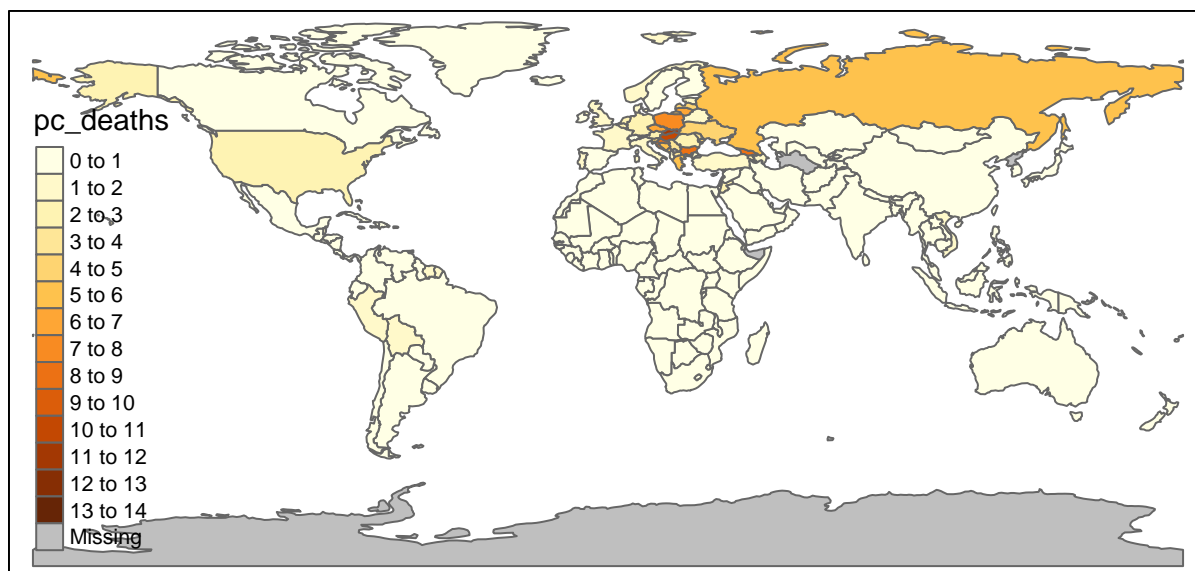 pc_deaths
0 to 1
1 to 2
2 to 3
3 to 4
4 to 5
5 to 6
6 to 7
7 to 8
8 to 9
9 to 10
10 to 11
11 to 12
12 to 13
13 to 14
Missing